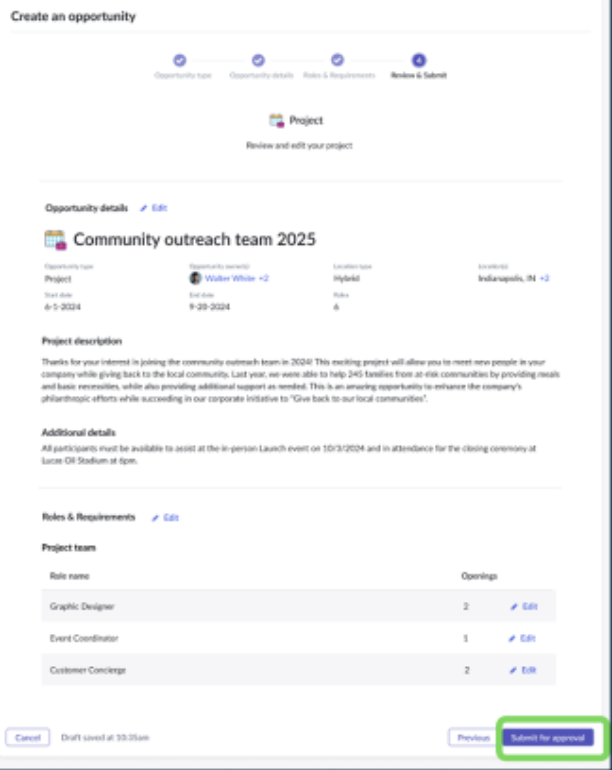 Create an opportunity
Opportunity type Opportunity details Roles & Requirements 4 Review & Submit
Project
Review and edit your project
Opportunity details Edit
Community outreach team 2025
Opportunity type Opportunity owner(s) Location type Location(s)
Project Walter White +2 Hybrid Indianapolis, IN +2
Start date End date Roles
6-1-2024 9-20-2024 6
Project description
Thanks for your interest in joining the community outreach team in 2024! This exciting project will allow you to meet new people in your
company while giving back to the local community. Last year, we were able to help 245 families from at-risk communities by providing meals
and basic necessities, while also providing additional support as needed. This is an amazing opportunity to enhance the company's
philanthropic efforts while succeeding in our corporate initiative to "Give back to our local communities".
Additional details
All participants must be available to assist at the in-person Launch event on 10/3/2024 and in attendance for the closing ceremony at
Lucas Oil Stadium at 6pm.
Roles & Requirements Edit
Project team
Role name Openings
Graphic Designer 2 Edit
Event Coordinator 1 Edit
Customer Concierge 2 Edit
Cancel Draft saved at 10:35am Previous Submit for approval